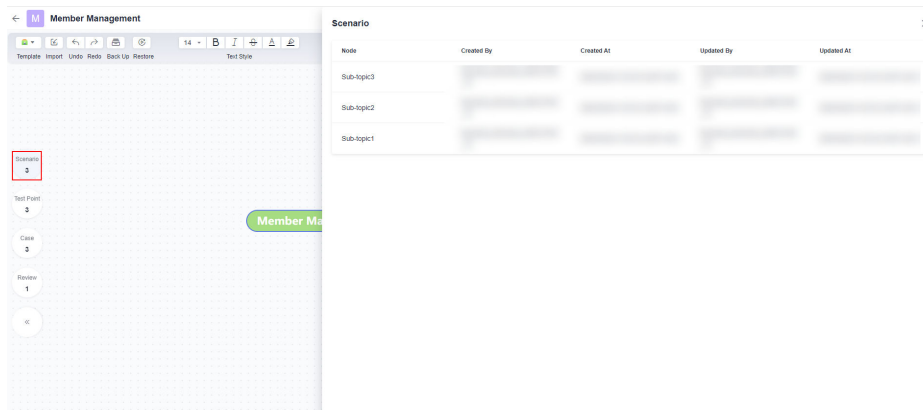 ← M Member Management
14 B I S A
Template Import Undo Redo Back Up Restore Text Style
Scenario
3
Test Point
3
Case
3
Review
1
«
Member Ma
Scenario
Node Created By Created At Updated By Updated At
Sub-topic3
Sub-topic2
Sub-topic1